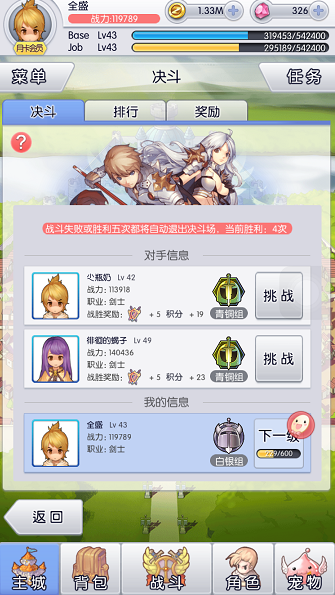 全盛
战力:119789
月卡会员
1.33M
326
Base Lv43
319453/542400
Job Lv43
295189/542400
菜单
决斗
任务
决斗
排行
奖励
?
战斗失败或胜利五次都将自动退出决斗场，当前胜利：4次
对手信息
尐瓶奶 Lv 42
战力: 113918
职业: 剑士
战胜奖励: + 5 积分 + 19
青铜组
挑战
徘徊的蝎子 Lv 49
战力: 140436
职业: 剑士
战胜奖励: + 5 积分 + 23
青铜组
挑战
我的信息
全盛 Lv 43
战力: 119789
职业: 剑士
白银组
下一级
229/600
返回
主城
背包
战斗
角色
宠物